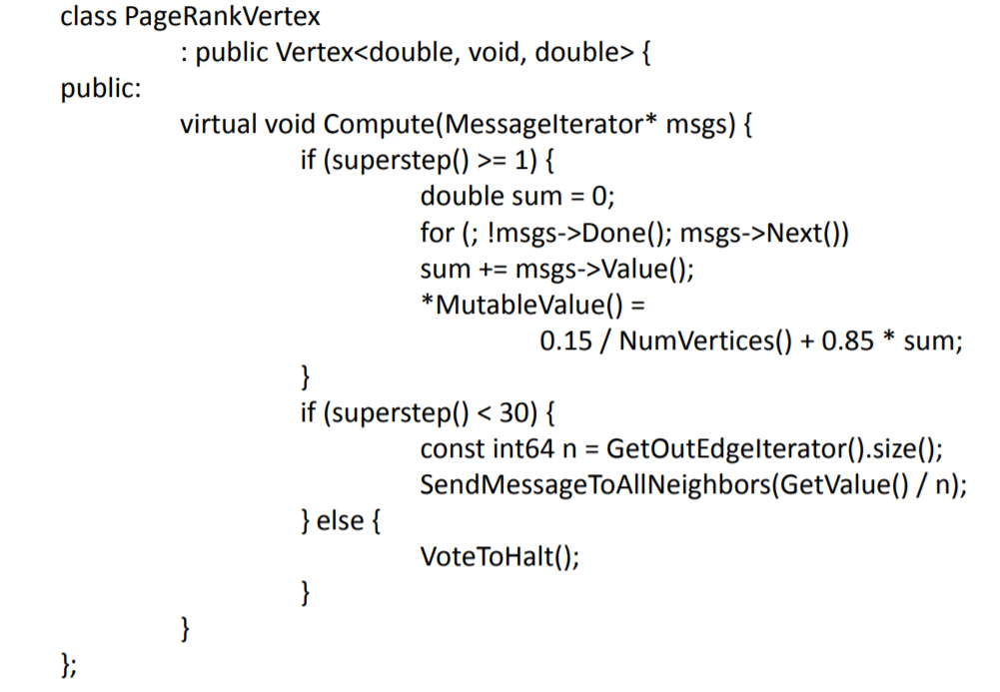 class PageRankVertex
: public Vertex<double, void, double> {
public:
virtual void Compute(MessageIterator* msgs) {
if (superstep() >= 1) {
double sum = 0;
for (; !msgs->Done(); msgs->Next())
sum += msgs->Value();
*MutableValue() =
0.15 / NumVertices() + 0.85 * sum;
}
if (superstep() < 30) {
const int64 n = GetOutEdgeIterator().size();
SendMessageToAllNeighbors(GetValue() / n);
} else {
VoteToHalt();
}
}
};